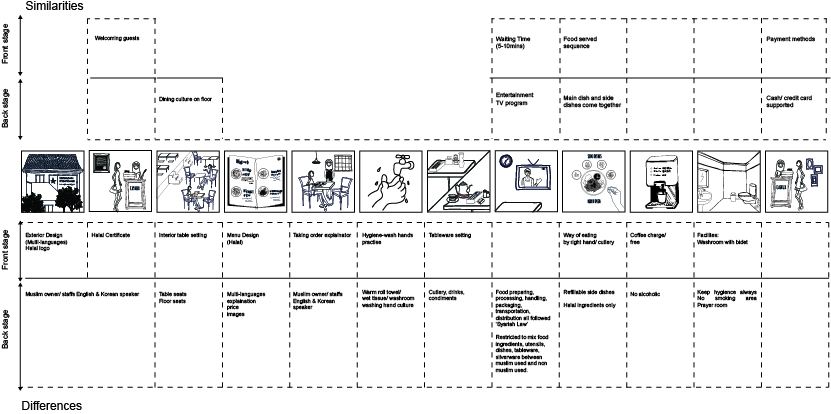 Similarities
Front stage
Welcoming guests
Waiting Time
(5-10mins)
Food served
sequence
Payment methods
Back stage
Dining culture on floor
Entertainment
TV program
Main dish and side
dishes come together
Cash/ credit card
supported
Front stage
Exterior Design
(Multi-languages)
Halal logo
Halal Certificate
Interior table setting
Menu Design
(Halal)
Taking order explainator
Hygiene-wash hands
practise
Tableware setting
Way of eating
by right hand/ cutlery
Coffee charge/
free
Facilites:
Washroom with bidet
Back stage
Muslim owner/ staffs English & Korean speaker
Table seats
Floor seats
Multi-languages
explaination
price
images
Muslim owner/ staffs
English & Korean
speaker
Warm roll towel/
wet tissue/ washroom
washing hand culture
Cutlery, drinks,
condiments
Food preparing,
processing, handling,
packaging,
transportation,
distribution all followed
'Syariah Law'
Restricted to mix food
ingredients, utensils,
dishes, tableware,
silverware between
muslim used and non
muslim used.
Refillable side dishes
Halal ingredients only
No alcoholic
Keep hygience always
No smoking area
Prayer room
Differences